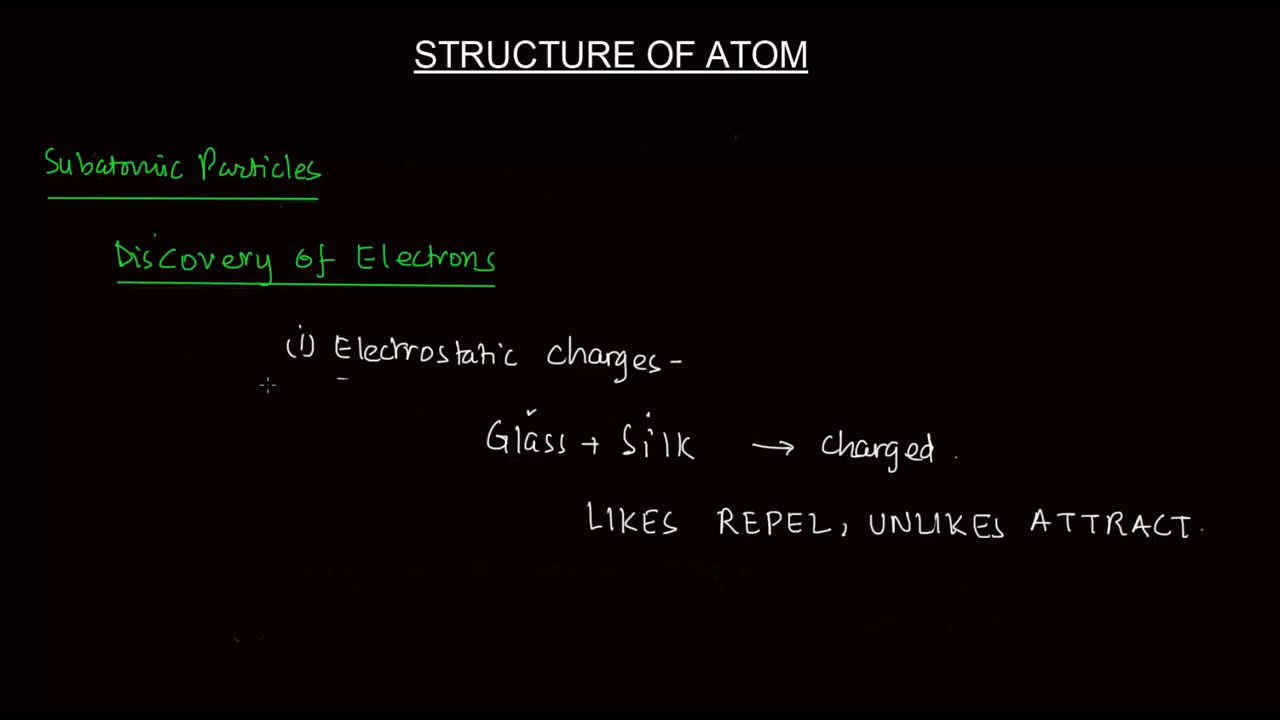 STRUCTURE OF ATOM
Subatomic Particles
Discovery of Electrons
(i) Electrostatic charges -
Glass + Silk → charged.
LIKES REPEL, UNLIKES ATTRACT.